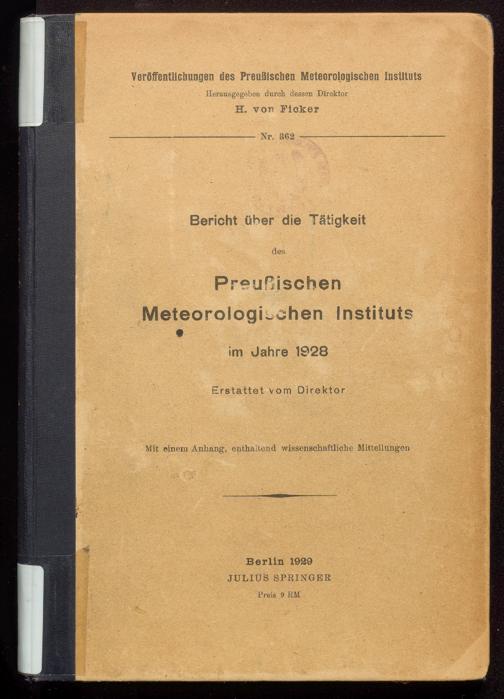 Veröffentlichungen des Preußischen Meteorologischen Instituts
Herausgegeben durch dessen Direktor
H. von Ficker
Nr. 362
Bericht über die Tätigkeit
des
Preußischen
Meteorologischen Instituts
im Jahre 1928
Erstattet vom Direktor
Mit einem Anhang, enthaltend wissenschaftliche Mitteilungen
Berlin 1929
JULIUS SPRINGER
Preis 9 RM